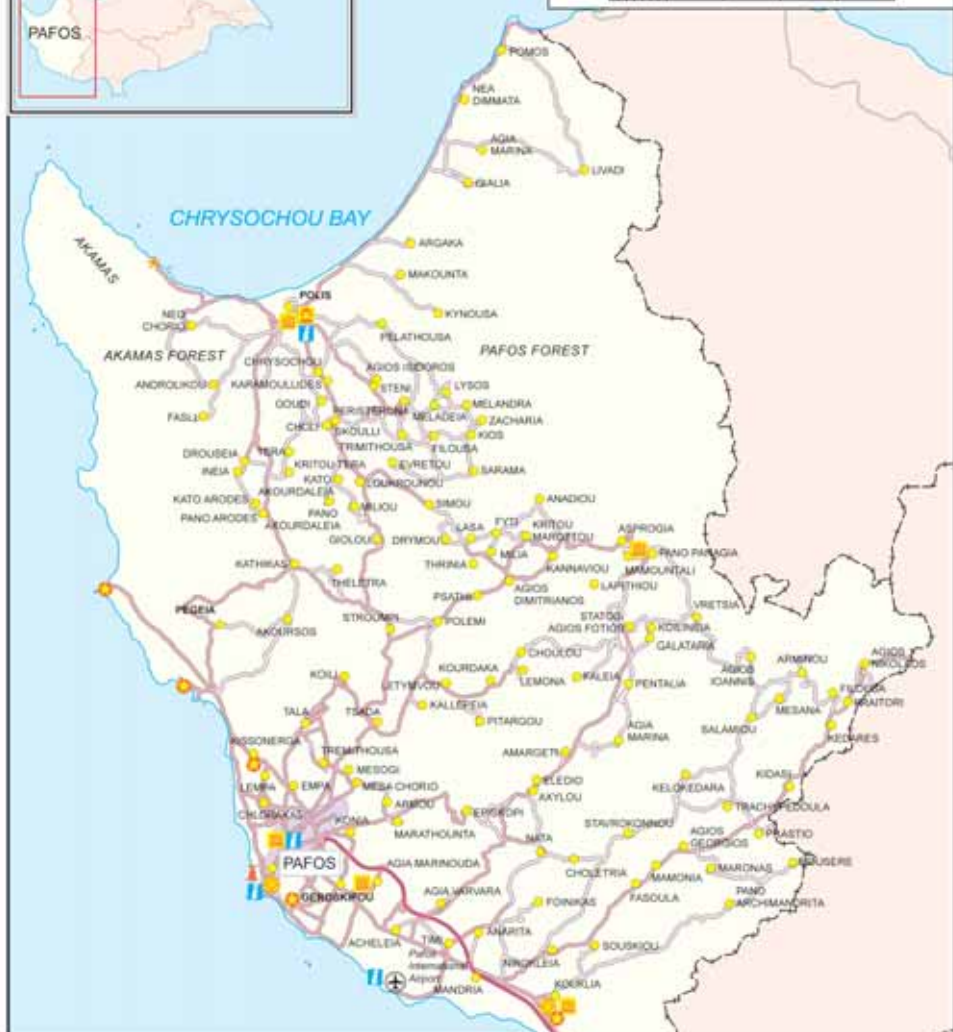 PAFOS
POMOS
NEA
DIMMATA
AGIA
MARINA
LIVADI
GIALIA
CHRYSOCHOU BAY
AKAMAS
ARGAKA
MAKOUNTA
POLIS
KYNOUSA
NEO
CHORIO
PELATHOUSA
PAFOS FOREST
AKAMAS FOREST
CHRYSOCHOU
AGIOS ISIDOROS
ANDROLIKOU
KARAMOULLIDES
STENI
LYSOS
GOUDI
PERISTERONA
MELANDRA
FASLI
MELADEIA
CHOLI
SKOULLI
ZACHARIA
TRIMITHOUSA
FILOUSA
KIOS
DROUSEIA
TERA
INEIA
KRITOU TERA
EVRETOU
SARAMA
KATO
AKOURDALEIA
LOUKROUNOU
KATO ARODES
PANO
AKOURDALEIA
MILIOU
SIMOU
ANADIOU
PANO ARODES
LASA
FYTI
KRITOU
MAROTTOU
ASPROGIA
GIOLOU
DRYMOU
MILIA
PANO PANAGIA
KATHIKAS
THRINIA
KANNAVIOU
MAMOUNTALI
THELETRA
LAPITHIOU
PSATHI
AGIOS
DIMITRIANOS
PEGEIA
AKOURSOS
STROUMPI
POLEMI
STATOS
AGIOS FOTIOS
VRETSIA
KOILINEIA
GALATARIA
CHOULOU
KOURDAKA
LEMONA
FALEIA
PENTALIA
AGIOS
IOANNIS
ARMINOU
AGIOS
NIKOLAOS
KOILI
LETYMVOU
KALLEPEIA
PITARGOU
FILOUSA
PRAITORI
MESANA
SALAMIOU
KEDARES
TALA
TSADA
AGIA
MARINA
KISSONERGA
TREMITHOUSA
AMARGETI
MESOGI
LEMPA
EMPA
MESA CHORIO
ELEDIO
AXYLOU
KELOKEDARA
KIDASI
CHLORAKAS
ARMOU
EPISKOPI
TRACHYPEDOULA
KONIA
MARATHOUNTA
NATA
STAVROKONNOU
AGIOS
GEORGIOS
PRASTIO
PAFOS
AGIA MARINOUDA
CHOLETRIA
MAMONIA
MARONAS
MOUSERE
GEROSKIPOU
AGIA VARVARA
FOINIKAS
FASOULA
PANO
ARCHIMANDRITA
ACHELEIA
TIMI
ANARITA
SOUSKIOU
Pafos
International
Airport
NIKOKLEIA
MANDRIA
KOUKLIA